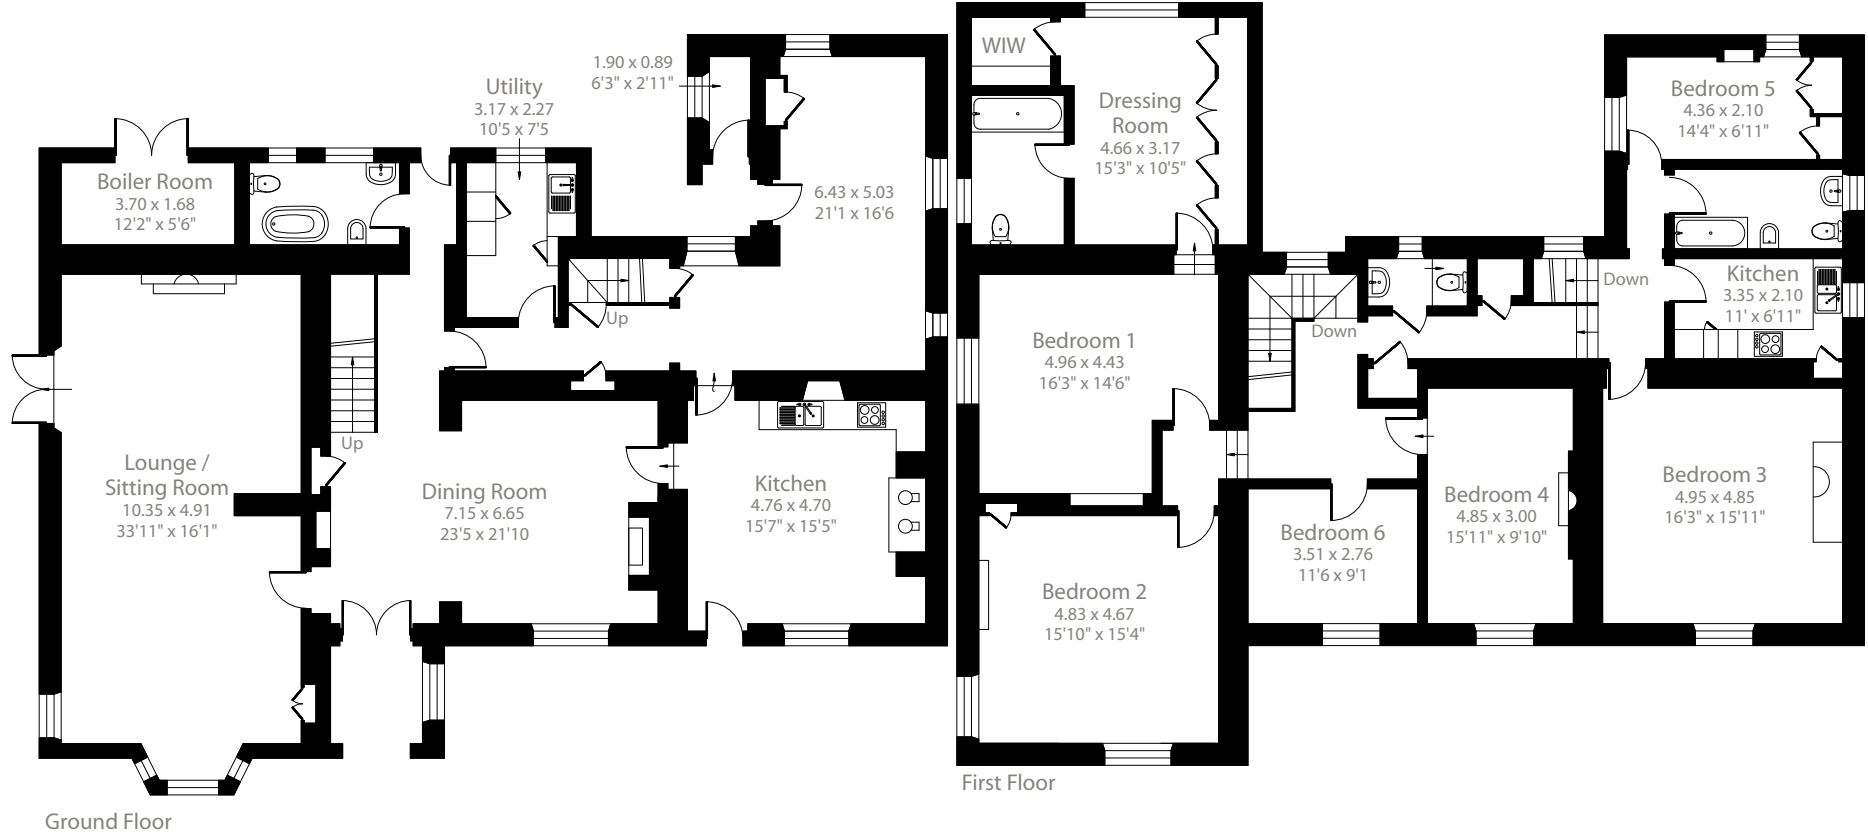 Boiler Room
3.70 x 1.68
12'2" x 5'6"
Utility
3.17 x 2.27
10'5 x 7'5
1.90 x 0.89
6'3" x 2'11"
6.43 x 5.03
21'1 x 16'6
Up
Up
Lounge /
Sitting Room
10.35 x 4.91
33'11" x 16'1"
Dining Room
7.15 x 6.65
23'5 x 21'10
Kitchen
4.76 x 4.70
15'7" x 15'5"
Ground Floor
WIW
Dressing
Room
4.66 x 3.17
15'3" x 10'5"
Bedroom 5
4.36 x 2.10
14'4" x 6'11"
Down
Kitchen
3.35 x 2.10
11' x 6'11"
Bedroom 1
4.96 x 4.43
16'3" x 14'6"
Down
Bedroom 2
4.83 x 4.67
15'10" x 15'4"
Bedroom 6
3.51 x 2.76
11'6 x 9'1
Bedroom 4
4.85 x 3.00
15'11" x 9'10"
Bedroom 3
4.95 x 4.85
16'3" x 15'11"
First Floor